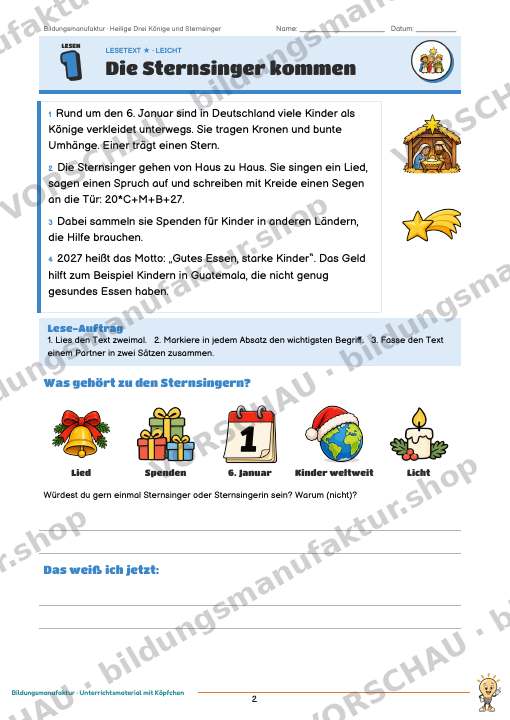 Bildungsmanufaktur · Heilige Drei Könige und Sternsinger
Name: Datum:
LESEN
1
LESETEXT ★ · LEICHT
Die Sternsinger kommen
1 Rund um den 6. Januar sind in Deutschland viele Kinder als
Könige verkleidet unterwegs. Sie tragen Kronen und bunte
Umhänge. Einer trägt einen Stern.
2 Die Sternsinger gehen von Haus zu Haus. Sie singen ein Lied,
sagen einen Spruch auf und schreiben mit Kreide einen Segen
an die Tür: 20*C+M+B+27.
3 Dabei sammeln sie Spenden für Kinder in anderen Ländern,
die Hilfe brauchen.
4 2027 heißt das Motto: „Gutes Essen, starke Kinder“. Das Geld
hilft zum Beispiel Kindern in Guatemala, die nicht genug
gesundes Essen haben.
Lese-Auftrag
1. Lies den Text zweimal. 2. Markiere in jedem Absatz den wichtigsten Begriff. 3. Fasse den Text
einem Partner in zwei Sätzen zusammen.
Was gehört zu den Sternsingern?
1
Lied Spenden 6. Januar Kinder weltweit Licht
Würdest du gern einmal Sternsinger oder Sternsingerin sein? Warum (nicht)?
Das weiß ich jetzt:
Bildungsmanufaktur · Unterrichtsmaterial mit Köpfchen
2
VORSCHAU · bildungsmanufaktur.shop
VORSCHAU · bildungsmanufaktur.shop
VORSCHAU · bildungsmanufaktur.shop